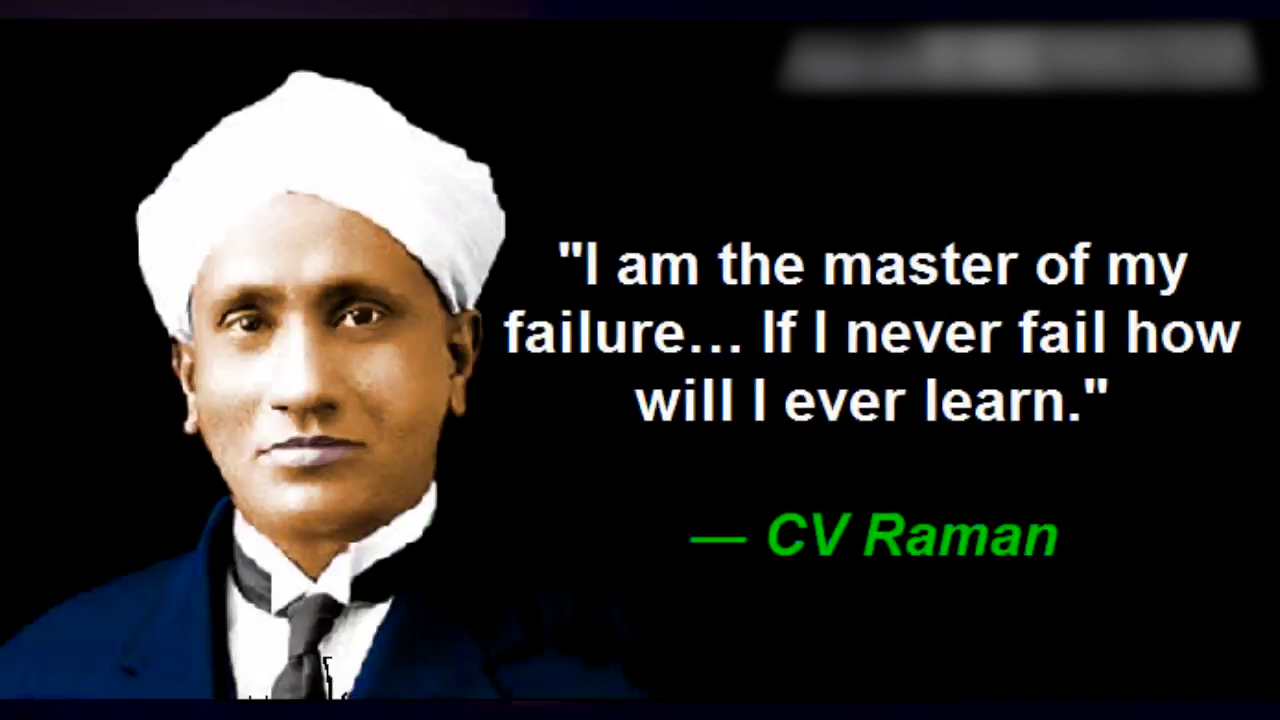 "I am the master of my
failure... If I never fail how
will I ever learn."
— CV Raman